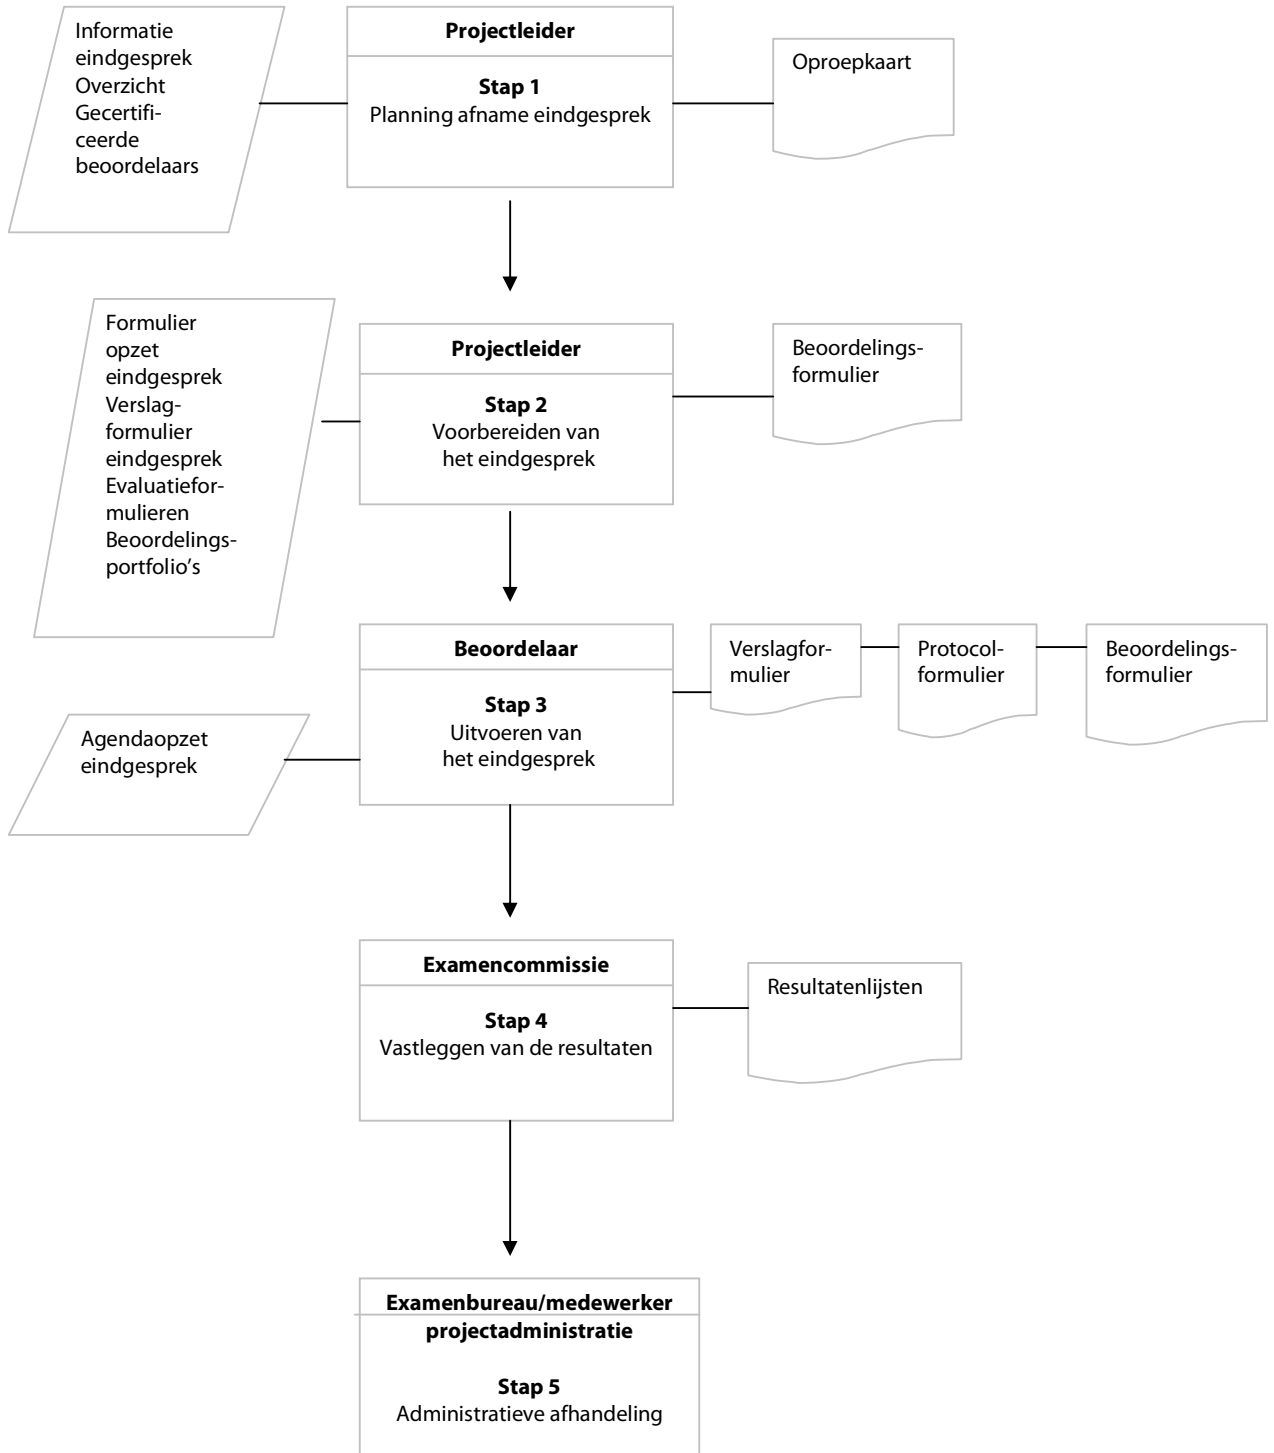 Informatie
eindgesprek
Overzicht
Gecertifi-
ceerde
beoordelaars
Projectleider
Stap 1
Planning afname eindgesprek
Oproepkaart
Formulier
opzet
eindgesprek
Verslag-
formulier
eindgesprek
Evaluatiefor-
mulieren
Beoordelings-
portfolio's
Projectleider
Stap 2
Voorbereiden van
het eindgesprek
Beoordelings-
formulier
Beoordelaar
Stap 3
Uitvoeren van
het eindgesprek
Verslagfor-
mulier
Protocol-
formulier
Beoordelings-
formulier
Agendaopzet
eindgesprek
Examencommissie
Stap 4
Vastleggen van de resultaten
Resultatenlijsten
Examenbureau/medewerker
projectadministratie
Stap 5
Administratieve afhandeling